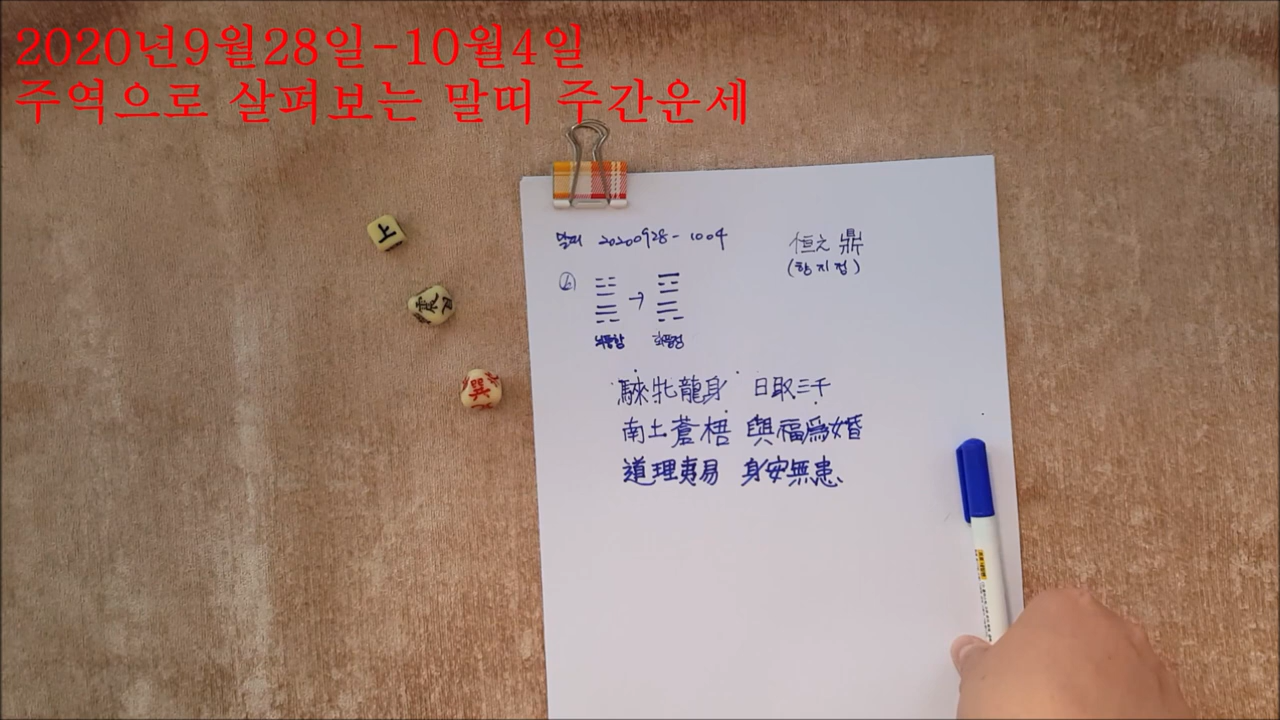 2020년9월28일-10월4일
주역으로 살펴보는 말띠 주간운세
上
震
巽
말띠 20200928-1004
恒之鼎
(항지정)
上
뇌풍항 화풍정
騋牝龍身 日取三千
南土蒼梧 與福爲婚
道理夷易 身安無患、